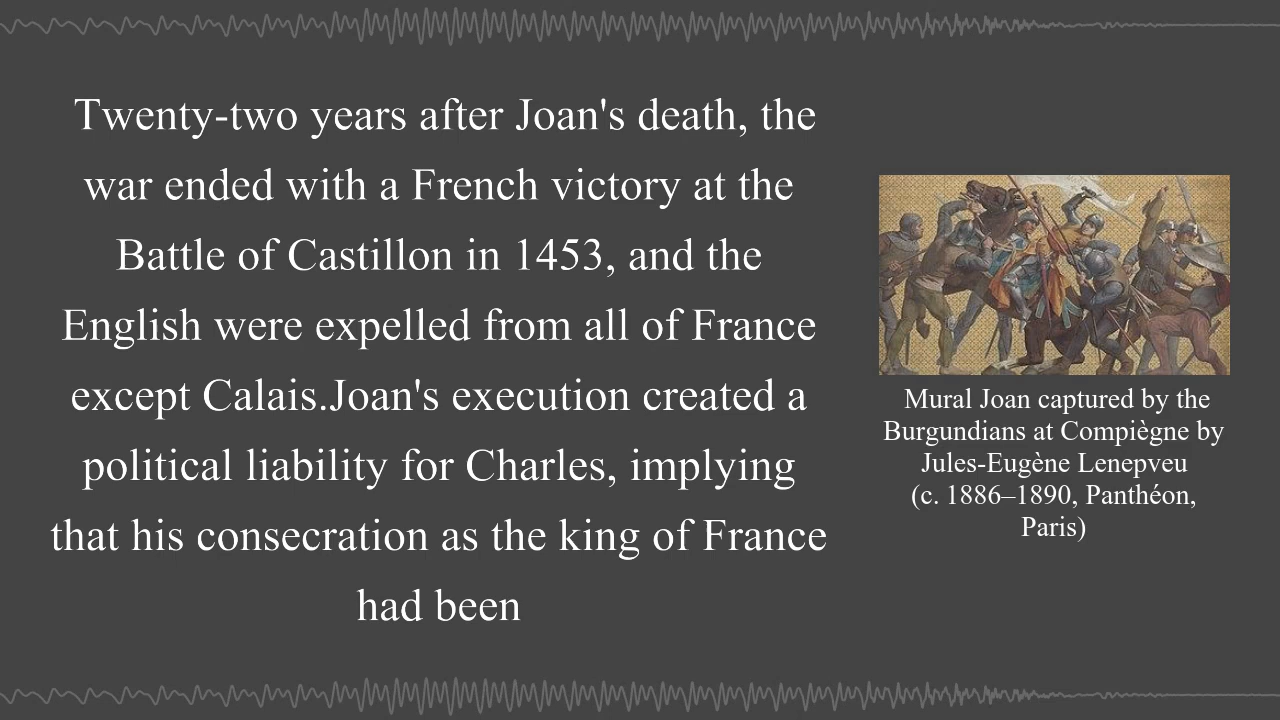 Twenty-two years after Joan's death, the
war ended with a French victory at the
Battle of Castillon in 1453, and the
English were expelled from all of France
except Calais.Joan's execution created a
political liability for Charles, implying
that his consecration as the king of France
had been
Mural Joan captured by the
Burgundians at Compiègne by
Jules-Eugène Lenepveu
(c. 1886–1890, Panthéon,
Paris)